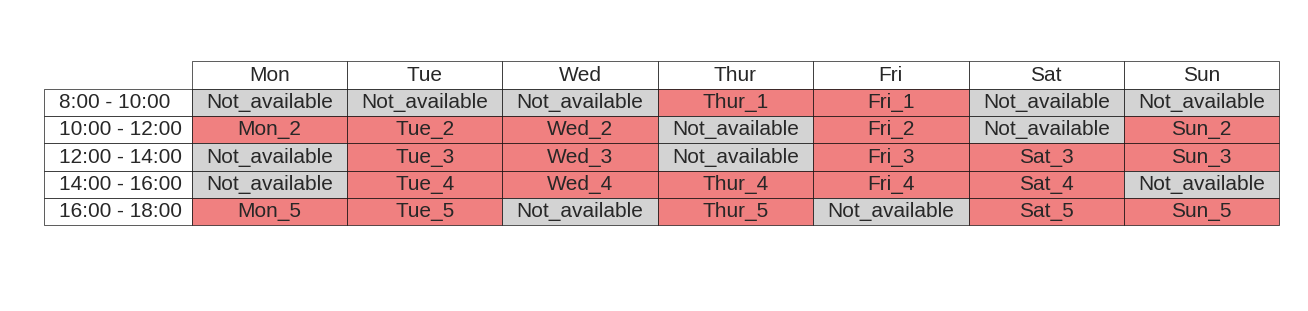 Mon Tue Wed Thur Fri Sat Sun
8:00 - 10:00 Not_available Not_available Not_available Thur_1 Fri_1 Not_available Not_available
10:00 - 12:00 Mon_2 Tue_2 Wed_2 Not_available Fri_2 Not_available Sun_2
12:00 - 14:00 Not_available Tue_3 Wed_3 Not_available Fri_3 Sat_3 Sun_3
14:00 - 16:00 Not_available Tue_4 Wed_4 Thur_4 Fri_4 Sat_4 Not_available
16:00 - 18:00 Mon_5 Tue_5 Not_available Thur_5 Not_available Sat_5 Sun_5